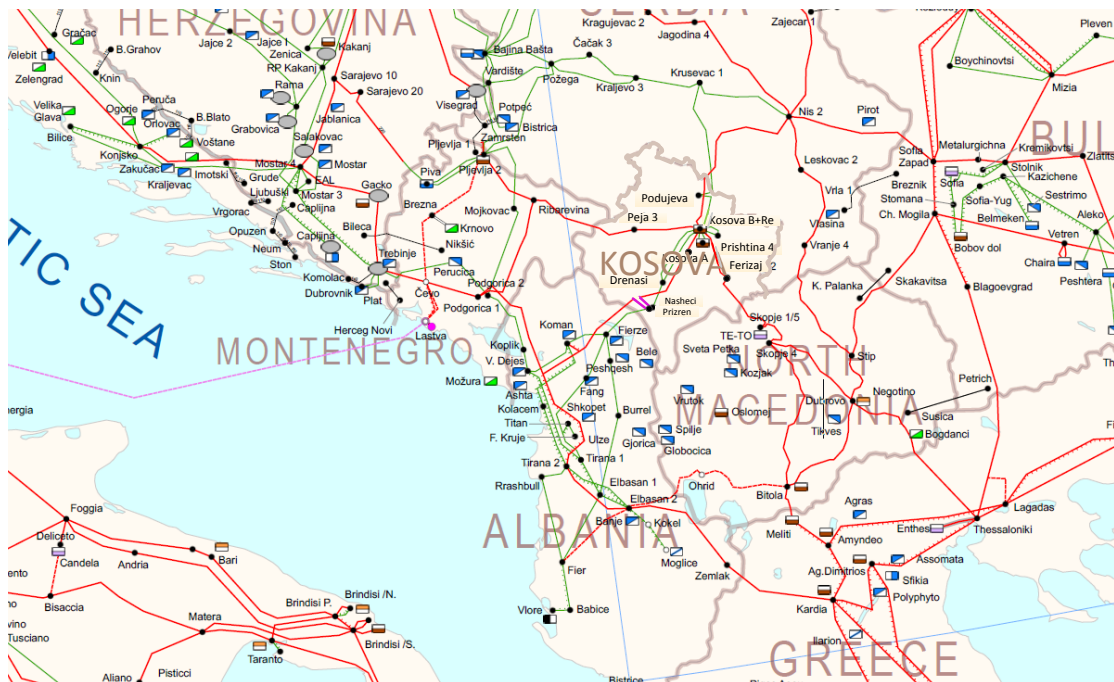 HERZEGOVINA
SERBIA
Gračac
B.Grahov
Velebit
Zelengrad
Knin
Jajce 2
Jajce I
Zenica
Kakanj
RP Kakanj
Sarajevo 10
Sarajevo 20
Bajina Bašta
Vardište
Požega
Čačak 3
Kragujevac 2
Jagodina 4
Kraljevo 3
Krusevac 1
Zajecar 1
Nis 2
Pirot
Boychinovtsi
Pleven
Mizia
BUL
Velika
Glava
Ogorje
Peruča
Orlovac
B.Blato
Voštane
Bilice
Konjsko
Zakučac
Kraljevac
Imotski
Rama
Grabovica
Jablanica
Salakovac
Mostar 4
Mostar
EAL
Mostar 3
Grude
Ljubuški
Vrgorac
Caplijna
Opuzen
Neum
Ston
Čapljina
Gacko
Bileca
Trebinje
Komolac
Dubrovnik
Plat
Herceg Novi
Visegrad
Potpeć
Bistrica
Zamrsten
Pljevlja 1
Pljevlja 2
Piva
Brezna
Mojkovac
Ribarevina
Krnovo
Nikšić
Perucica
Čevo
Podgorica 2
Podgorica 1
Lastva
MONTENEGRO
Možura
TIC SEA
Podujeva
Peja 3
Kosova B+Re
Prishtina 4
Kosova A
Ferizaj
2
KOSOVA
Drenasi
Nasheci
Prizren
Leskovac 2
Vrla 1
Vlasina
Vranje 4
K. Palanka
Skakavitsa
Sofia
Zapad
Metalurgichna
Kremikovtsi
Stolnik
Zlatits
Kazichene
Breznik
Stomana
Sofia
Sofia-Yug
Ch. Mogila
Sestrimo
Belmeken
Aleko
Bobov dol
Vetren
Chaira
Peshtera
Blagoevgrad
Koplik
V. Dejes
Koman
Fierze
Bele
Peshqesh
Fang
Ashta
Kolacem
Shkopet
Burrel
Titan
F. Kruje
Ulze
Gjorica
Tirana 2
Tirana 1
Rrashbull
Elbasan 1
Elbasan 2
Banje
Kokel
Moglice
ALBANIA
Fier
Zemlak
Vlore
Babice
Skopje 1/5
TE-TO
Sveta Petka
Skopje 4
Kozjak
Stip
NORTH
MACEDONIA
Vrutok
Oslomej
Dubrovo
Negotino
Tikves
Spilje
Globocica
Ohrid
Bitola
Petrich
Susica
Bogdanci
Meliti
Agras
Amyndeo
Enthes
Thessaloniki
Lagadas
Ag.Dimitrios
Assomata
Sfikia
Polyphyto
Kardia
Ilarion
GREECE
Bistrice
nergia
Foggia
Deliceto
Candela
Andria
Bari
Bisaccia
Brindisi P.
Brindisi /N.
Brindisi /S.
Matera
Taranto
Tusciano
Pisticci
Aliano